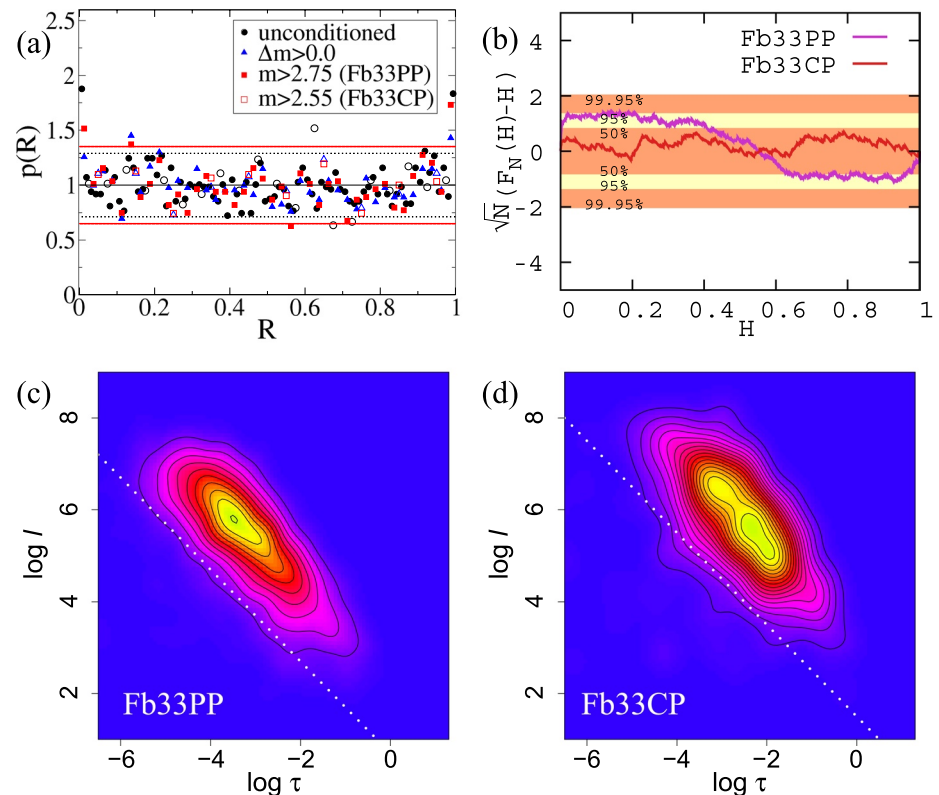 (a)
2.5
2
1.5
1
0.5
0
p(R)
unconditioned
Δm>0.0
m>2.75 (Fb33PP)
m>2.55 (Fb33CP)
0 0.2 0.4 0.6 0.8 1
R
(b)
4
2
0
-2
-4
√N(F_N(H)-H)
Fb33PP
Fb33CP
99.95%
95%
50%
50%
95%
99.95%
0 0.2 0.4 0.6 0.8 1
H
(c)
8
6
4
2
log l
Fb33PP
−6 −4 −2 0
log τ
(d)
8
6
4
2
log l
Fb33CP
−6 −4 −2 0
log τ